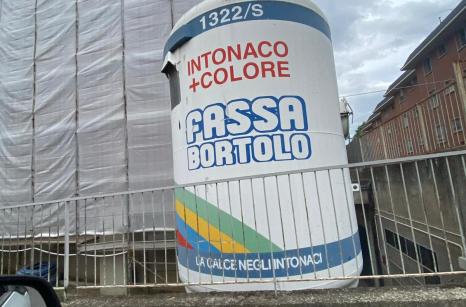 1322/S
INTONACO
+COLORE
FASSA
BORTOLO
LA CALCE NEGLI INTONACI